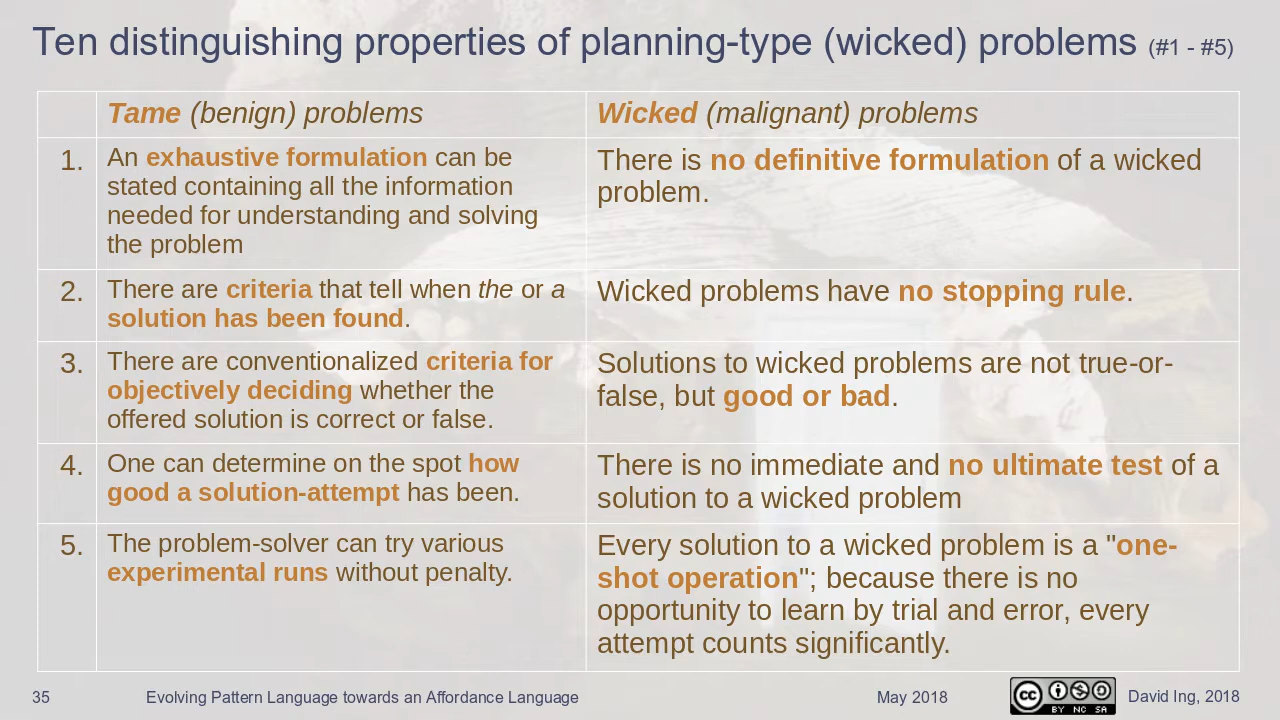 Ten distinguishing properties of planning-type (wicked) problems (#1 - #5)
Tame (benign) problems
Wicked (malignant) problems
1.
An exhaustive formulation can be
stated containing all the information
needed for understanding and solving
the problem
There is no definitive formulation of a wicked
problem.
2.
There are criteria that tell when the or a
solution has been found.
Wicked problems have no stopping rule.
3.
There are conventionalized criteria for
objectively deciding whether the
offered solution is correct or false.
Solutions to wicked problems are not true-or-
false, but good or bad.
4.
One can determine on the spot how
good a solution-attempt has been.
There is no immediate and no ultimate test of a
solution to a wicked problem
5.
The problem-solver can try various
experimental runs without penalty.
Every solution to a wicked problem is a "one-
shot operation"; because there is no
opportunity to learn by trial and error, every
attempt counts significantly.
35
Evolving Pattern Language towards an Affordance Language
May 2018
cc
BY NC SA
David Ing, 2018